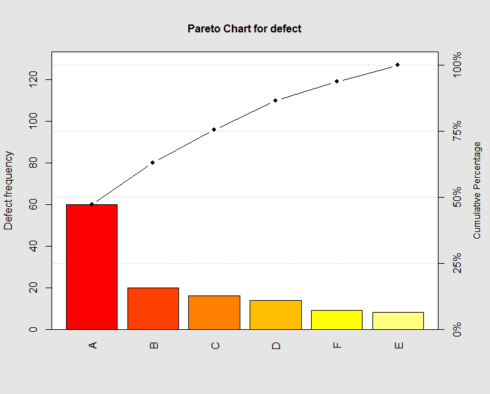 Pareto Chart for defect
Defect frequency
0
20
40
60
80
100
120
0%
25%
50%
75%
100%
Cumulative Percentage
A
B
C
D
F
E